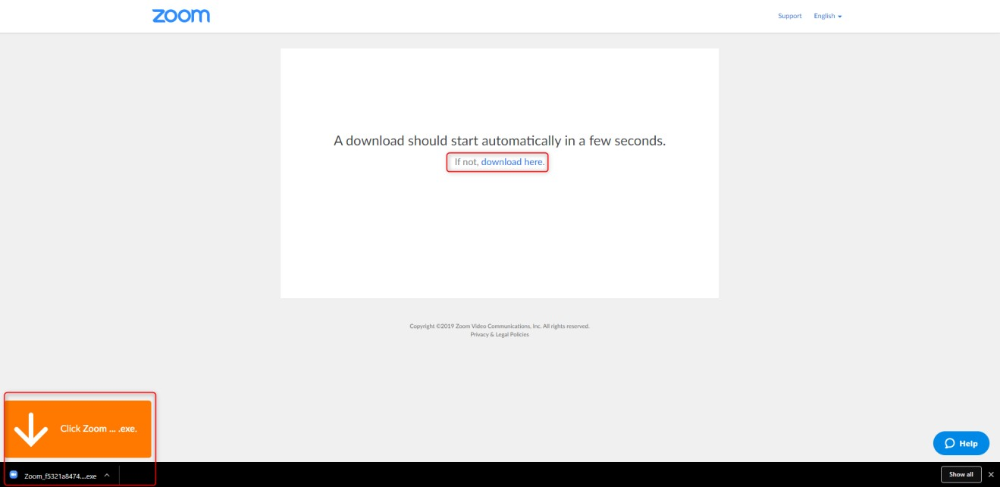 zoom
Support English
A download should start automatically in a few seconds.
If not, download here.
Copyright ©2019 Zoom Video Communications, Inc. All rights reserved.
Privacy & Legal Policies
Click Zoom ... .exe.
Help
Zoom_f5321a8474....exe
Show all